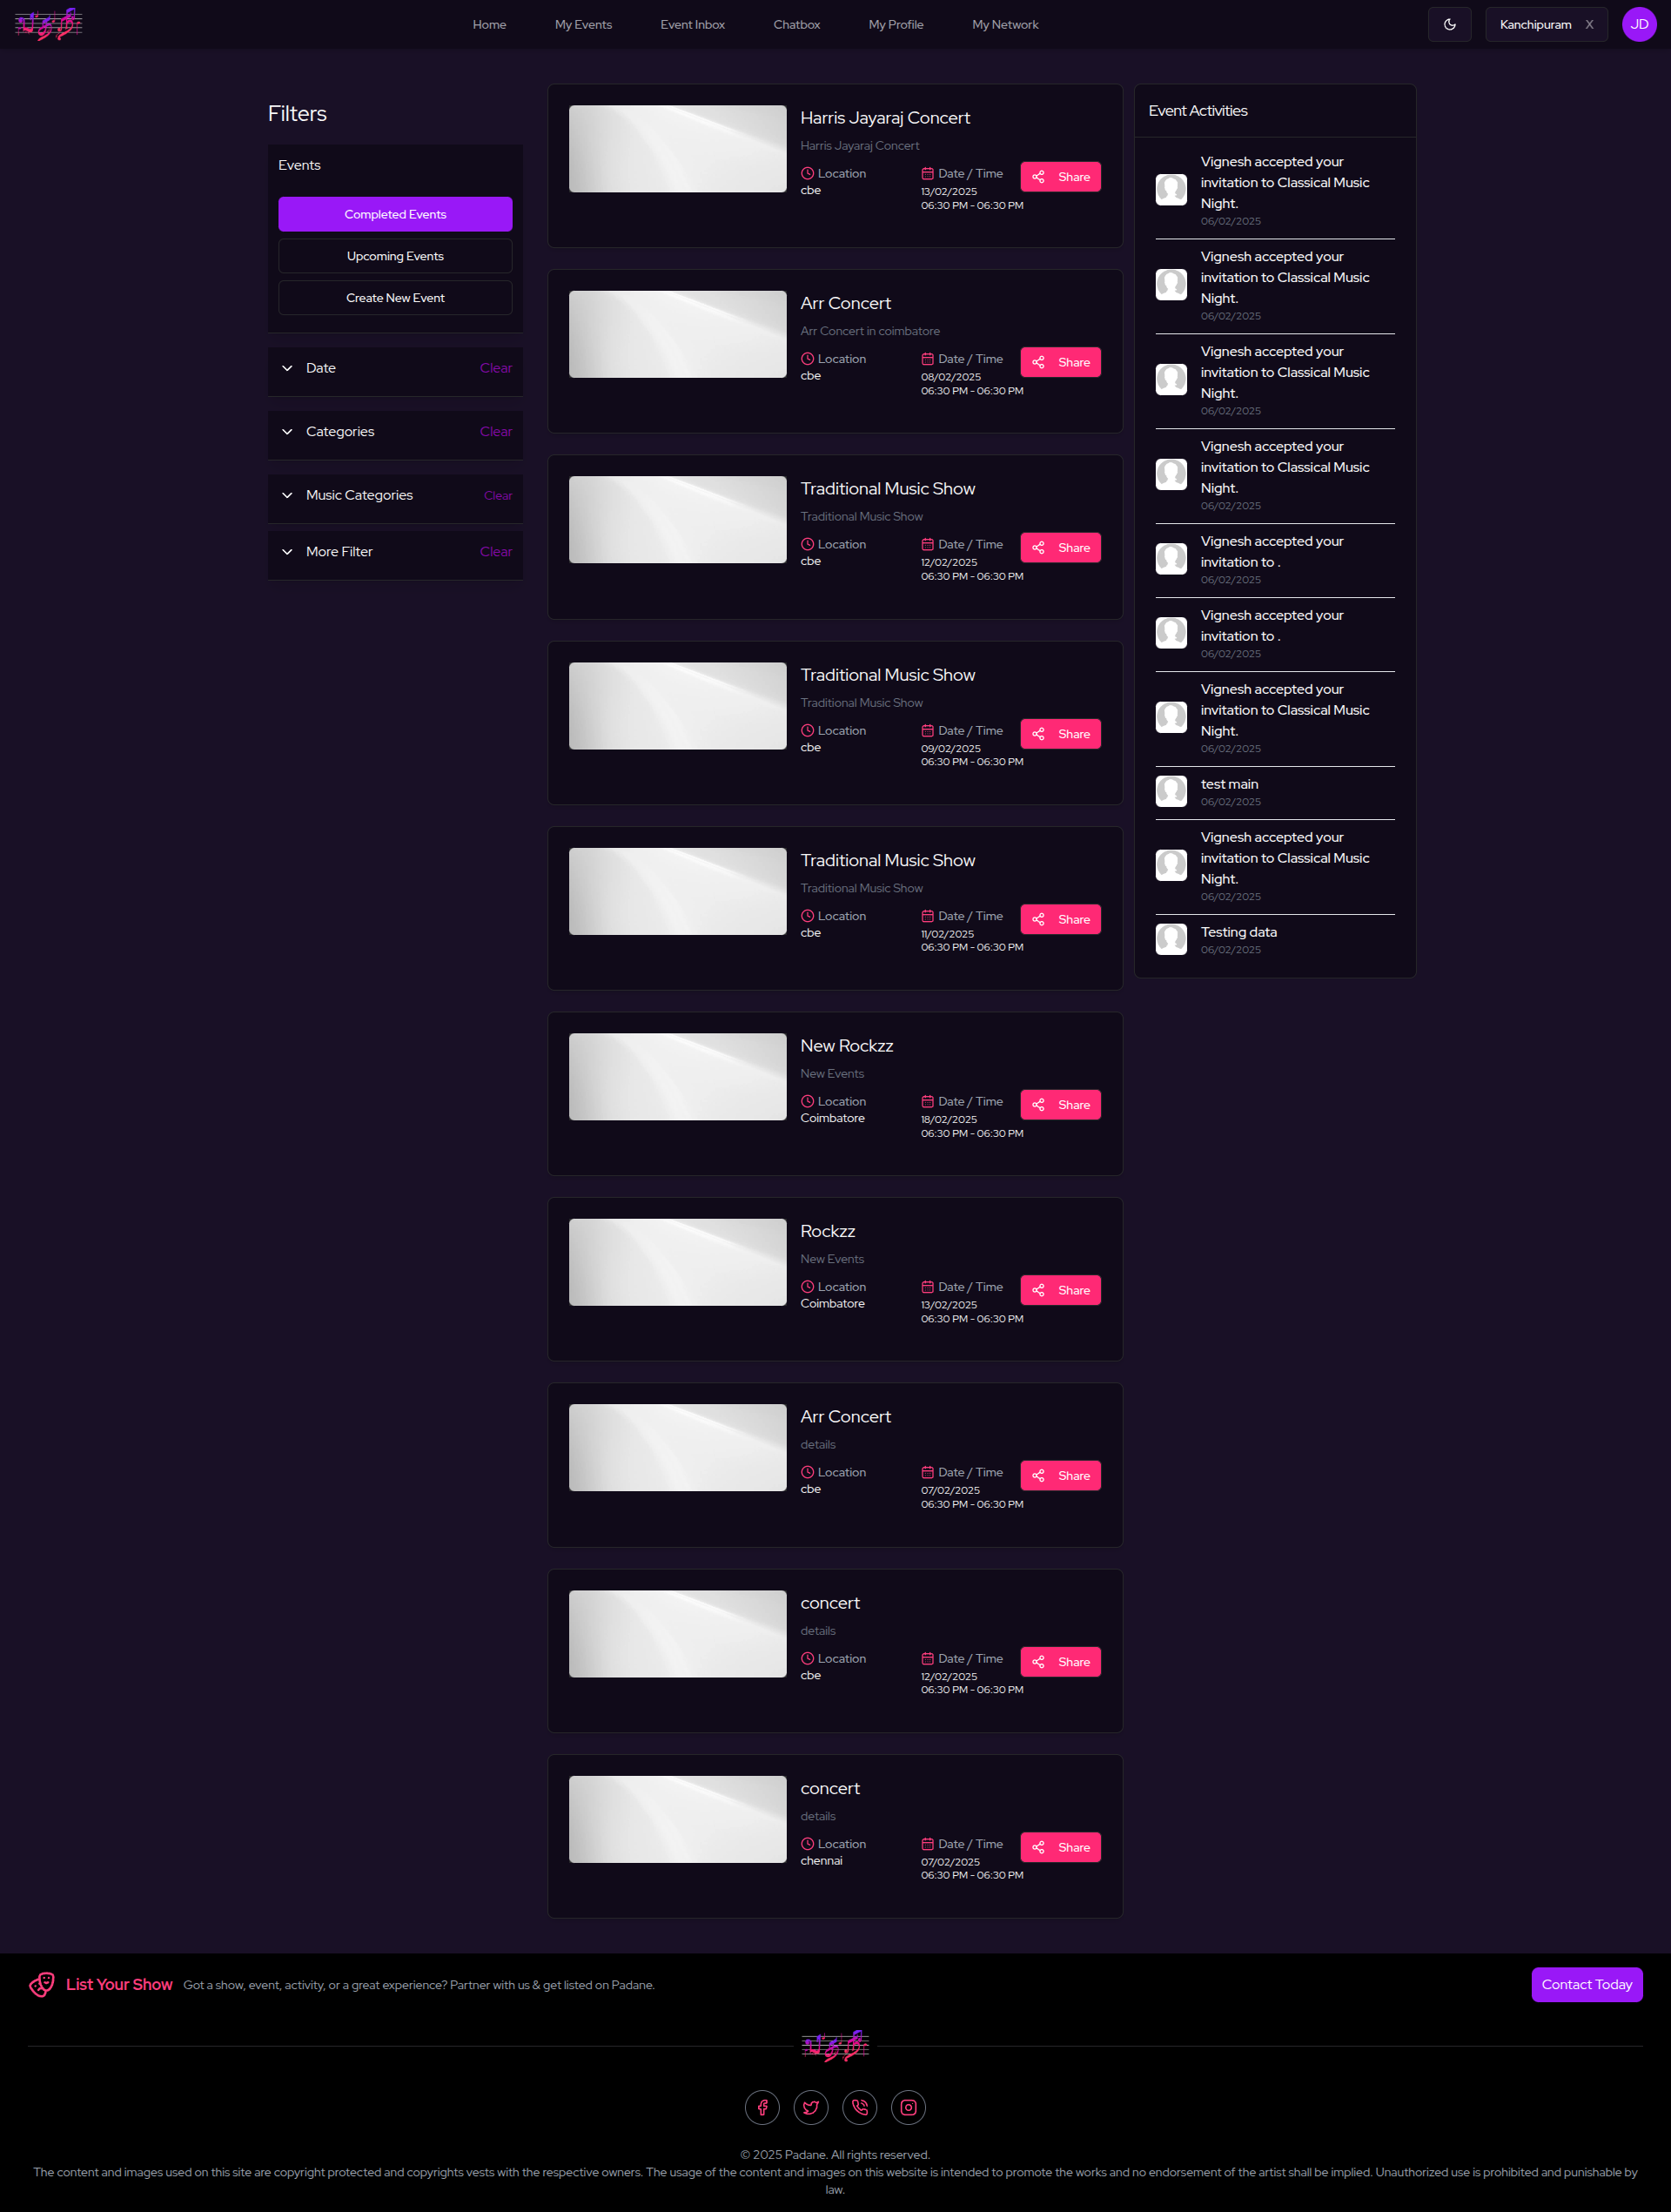 Home
My Events
Event Inbox
Chatbox
My Profile
My Network
Kanchipuram X
JD
Filters
Events
Completed Events
Upcoming Events
Create New Event
Date Clear
Categories Clear
Music Categories Clear
More Filter Clear
Harris Jayaraj Concert
Harris Jayaraj Concert
Location
cbe
Date / Time
13/02/2025
06:30 PM - 06:30 PM
Share
Arr Concert
Arr Concert in coimbatore
Location
cbe
Date / Time
08/02/2025
06:30 PM - 06:30 PM
Share
Traditional Music Show
Traditional Music Show
Location
cbe
Date / Time
12/02/2025
06:30 PM - 06:30 PM
Share
Traditional Music Show
Traditional Music Show
Location
cbe
Date / Time
09/02/2025
06:30 PM - 06:30 PM
Share
Traditional Music Show
Traditional Music Show
Location
cbe
Date / Time
11/02/2025
06:30 PM - 06:30 PM
Share
New Rockzz
New Events
Location
Coimbatore
Date / Time
18/02/2025
06:30 PM - 06:30 PM
Share
Rockzz
New Events
Location
Coimbatore
Date / Time
13/02/2025
06:30 PM - 06:30 PM
Share
Arr Concert
details
Location
cbe
Date / Time
07/02/2025
06:30 PM - 06:30 PM
Share
concert
details
Location
cbe
Date / Time
12/02/2025
06:30 PM - 06:30 PM
Share
concert
details
Location
chennai
Date / Time
07/02/2025
06:30 PM - 06:30 PM
Share
Event Activities
Vignesh accepted your
invitation to Classical Music
Night.
06/02/2025
Vignesh accepted your
invitation to Classical Music
Night.
06/02/2025
Vignesh accepted your
invitation to Classical Music
Night.
06/02/2025
Vignesh accepted your
invitation to Classical Music
Night.
06/02/2025
Vignesh accepted your
invitation to .
06/02/2025
Vignesh accepted your
invitation to .
06/02/2025
Vignesh accepted your
invitation to Classical Music
Night.
06/02/2025
test main
06/02/2025
Vignesh accepted your
invitation to Classical Music
Night.
06/02/2025
Testing data
06/02/2025
List Your Show Got a show, event, activity, or a great experience? Partner with us & get listed on Padane.
Contact Today
© 2025 Padane. All rights reserved.
The content and images used on this site are copyright protected and copyrights vests with the respective owners. The usage of the content and images on this website is intended to promote the works and no endorsement of the artist shall be implied. Unauthorized use is prohibited and punishable by
law.